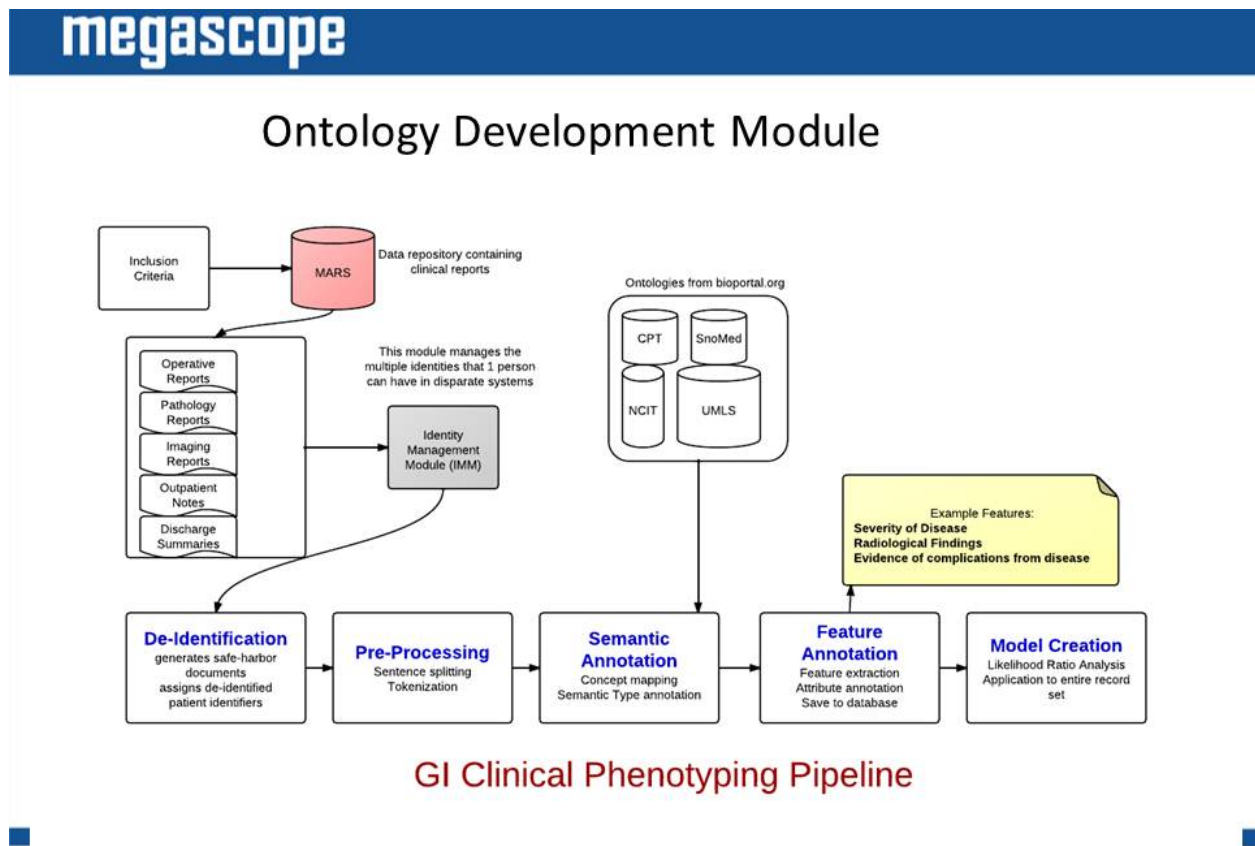 megascope
Ontology Development Module
Inclusion
Criteria
MARS
Data repository containing
clinical reports
Operative
Reports
Pathology
Reports
Imaging
Reports
Outpatient
Notes
Discharge
Summaries
This module manages the
multiple identities that 1 person
can have in disparate systems
Identity
Management
Module (IMM)
Ontologies from bioportal.org
CPT
SnoMed
NCIT
UMLS
Example Features:
Severity of Disease
Radiological Findings
Evidence of complications from disease
De-Identification
generates safe-harbor
documents
assigns de-identified
patient identifiers
Pre-Processing
Sentence splitting
Tokenization
Semantic
Annotation
Concept mapping
Semantic Type annotation
Feature
Annotation
Feature extraction
Attribute annotation
Save to database
Model Creation
Likelihood Ratio Analysis
Application to entire record
set
GI Clinical Phenotyping Pipeline